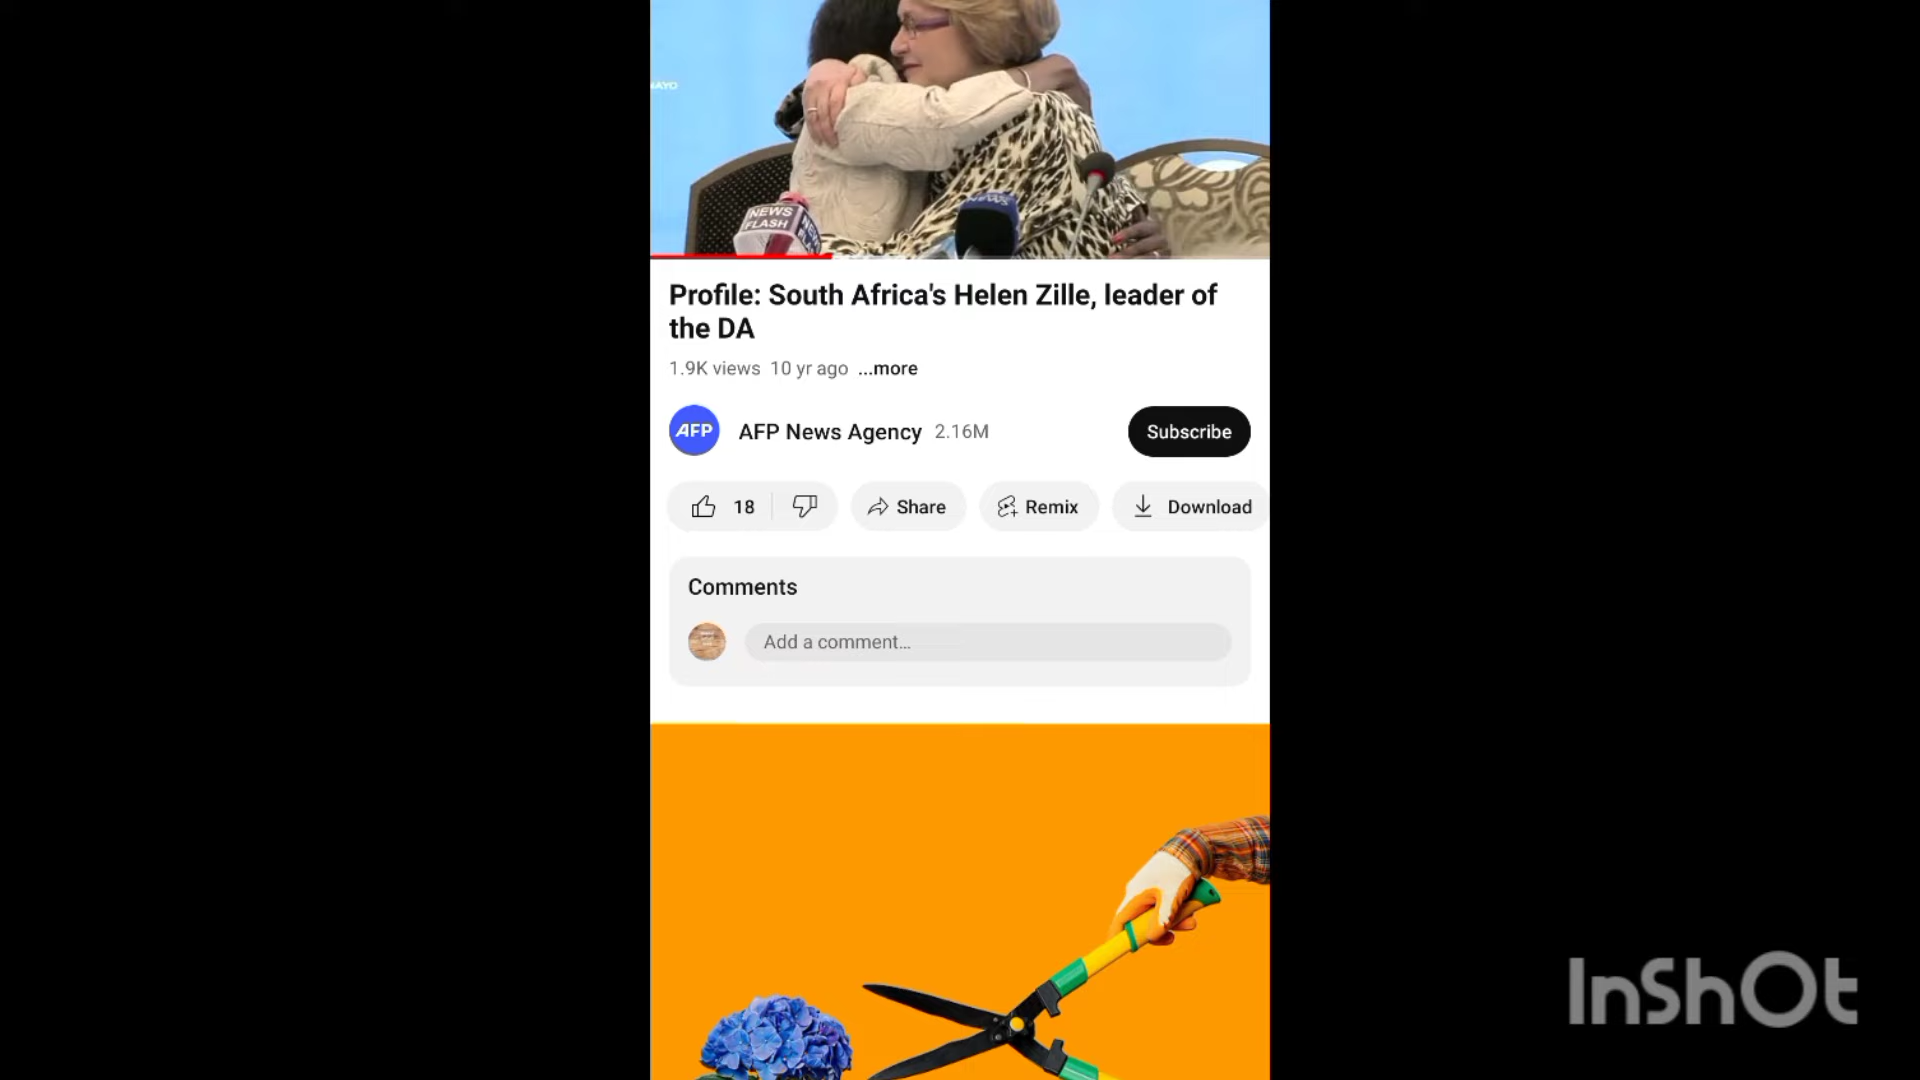 NEWS
FLASH
NEWS
Profile: South Africa's Helen Zille, leader of
the DA
1.9K views 10 yr ago ...more
AFP AFP News Agency 2.16M Subscribe
18 Share Remix Download
Comments
Add a comment...
InShOt